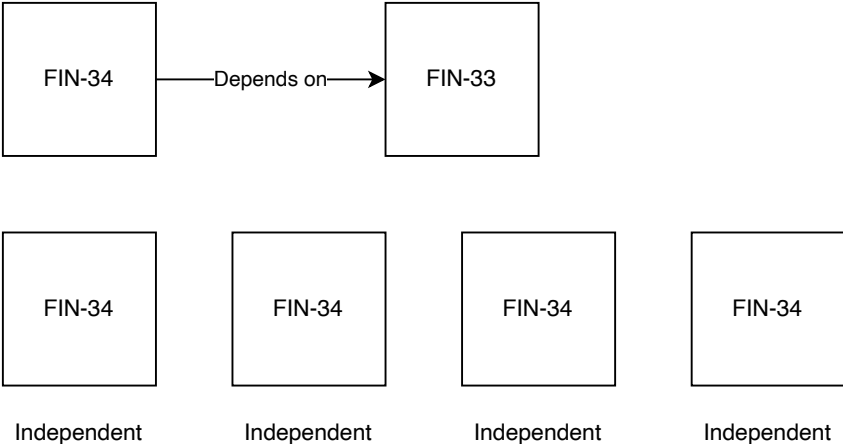 FIN-34 Depends on FIN-33
FIN-34 FIN-34 FIN-34 FIN-34
Independent Independent Independent Independent